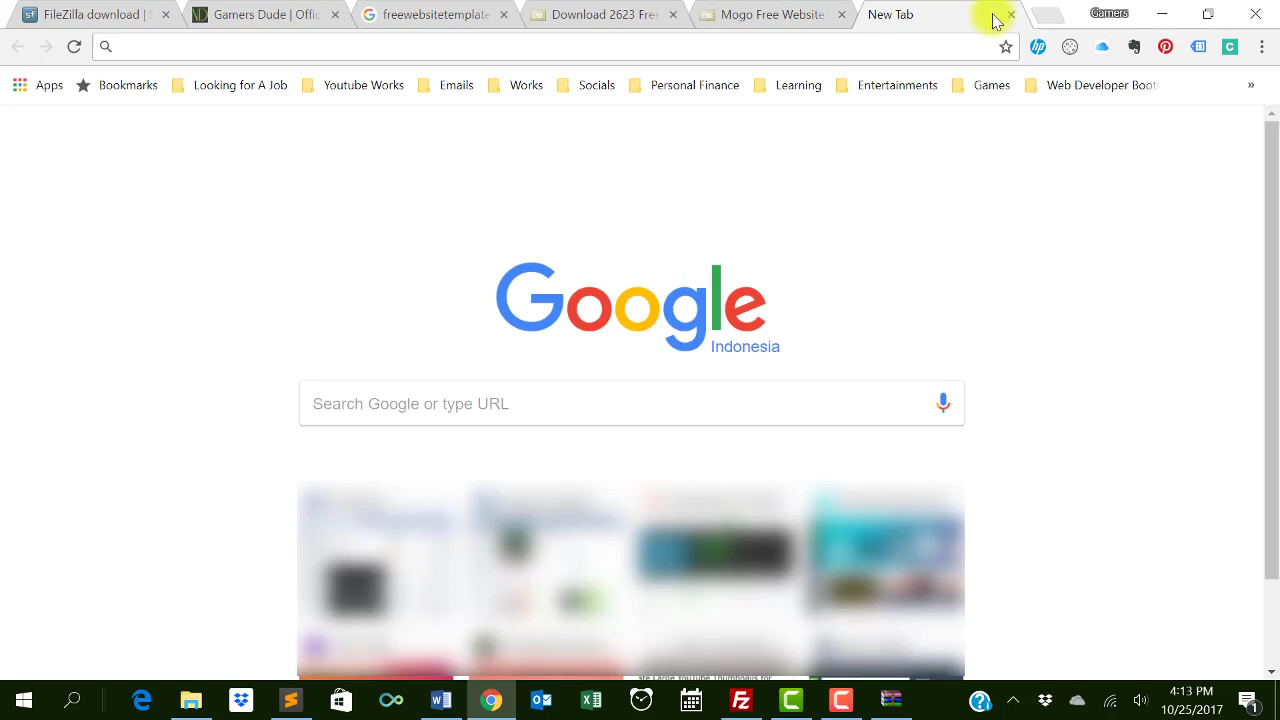 FileZilla download | S
Gamers Dude | Offic
freewebsitetemplate
Download 2623 Free
Mogo Free Website
New Tab
Gamers
Apps
Bookmarks
Looking for A Job
Youtube Works
Emails
Works
Socials
Personal Finance
Learning
Entertainments
Games
Web Developer Boot
»
Google
Indonesia
Search Google or type URL
4:13 PM
10/25/2017